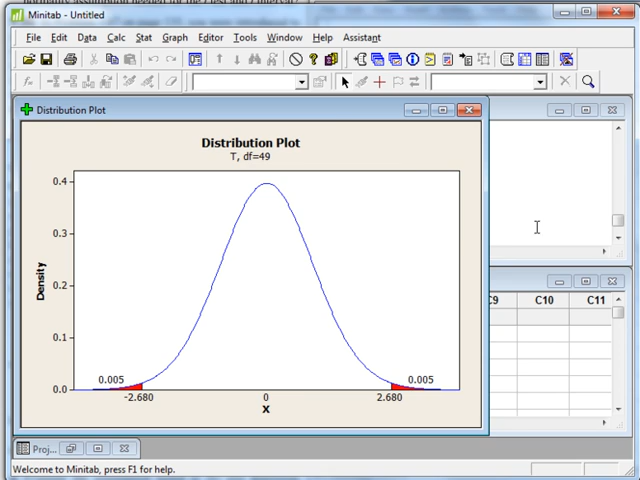 Minitab - Untitled
File Edit Data Calc Stat Graph Editor Tools Window Help Assistant
Distribution Plot
Distribution Plot
T, df=49
0.4
0.3
0.2
0.1
0.0
Density
0.005
0.005
-2.680
0
2.680
X
C10
C11
Proj...
Welcome to Minitab, press F1 for help.